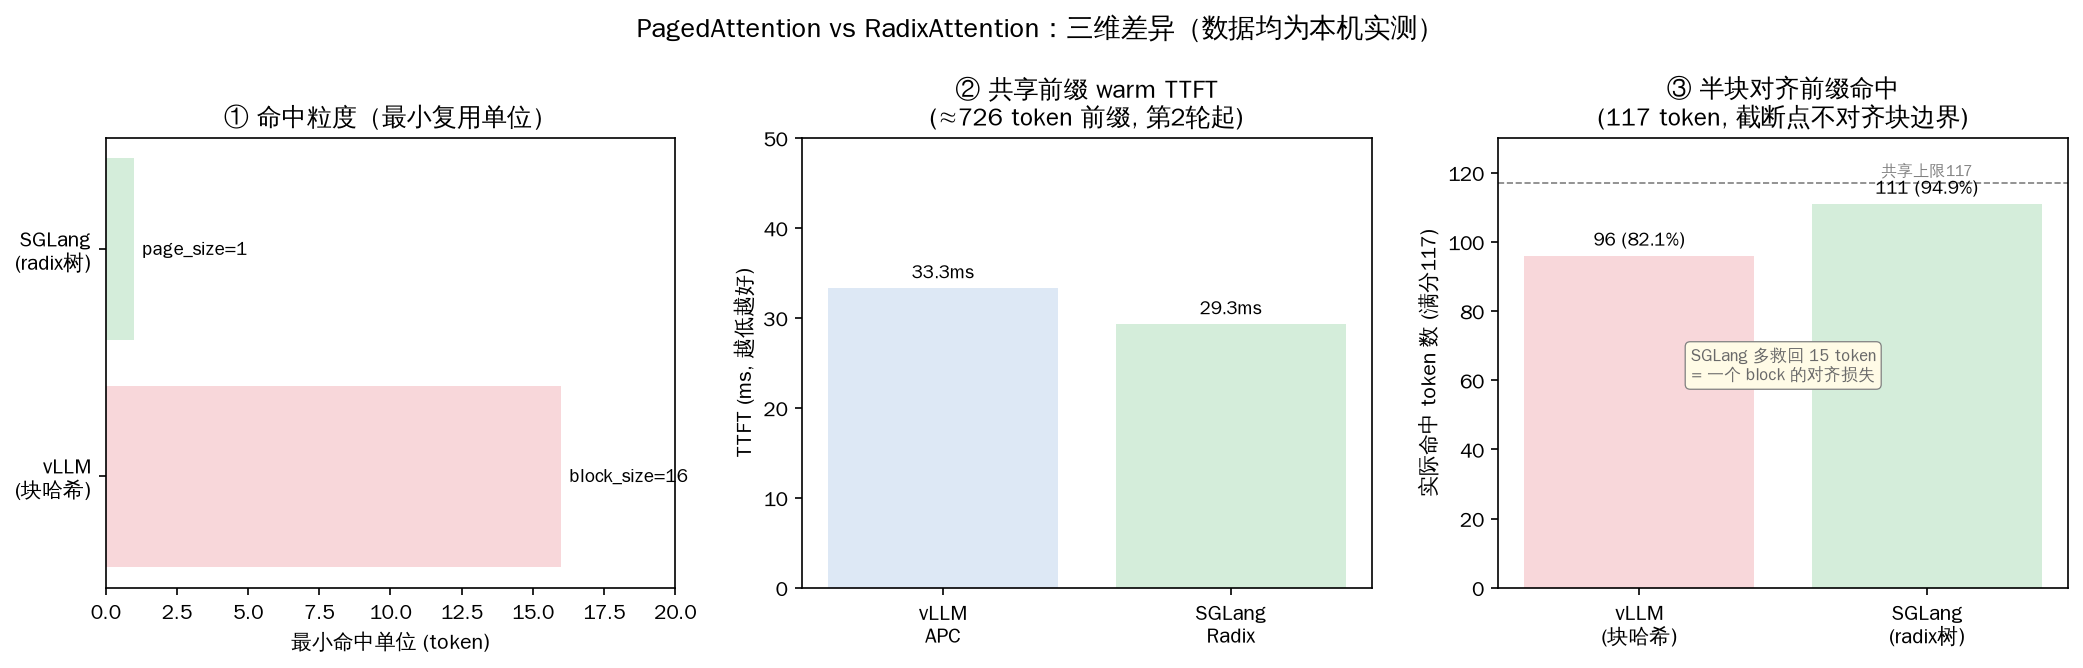 PagedAttention vs RadixAttention：三维差异（数据均为本机实测）
① 命中粒度（最小复用单位）
SGLang
(radix树)
page_size=1
vLLM
(块哈希)
block_size=16
0.0 2.5 5.0 7.5 10.0 12.5 15.0 17.5 20.0
最小命中单位 (token)
② 共享前缀 warm TTFT
(≈726 token 前缀, 第2轮起)
TTFT (ms, 越低越好)
50
40
30
20
10
0
33.3ms
29.3ms
vLLM
APC
SGLang
Radix
③ 半块对齐前缀命中
(117 token, 截断点不对齐块边界)
实际命中 token 数 (满分117)
120
100
80
60
40
20
0
共享上限117
111 (94.9%)
96 (82.1%)
SGLang 多救回 15 token
= 一个 block 的对齐损失
vLLM
(块哈希)
SGLang
(radix树)